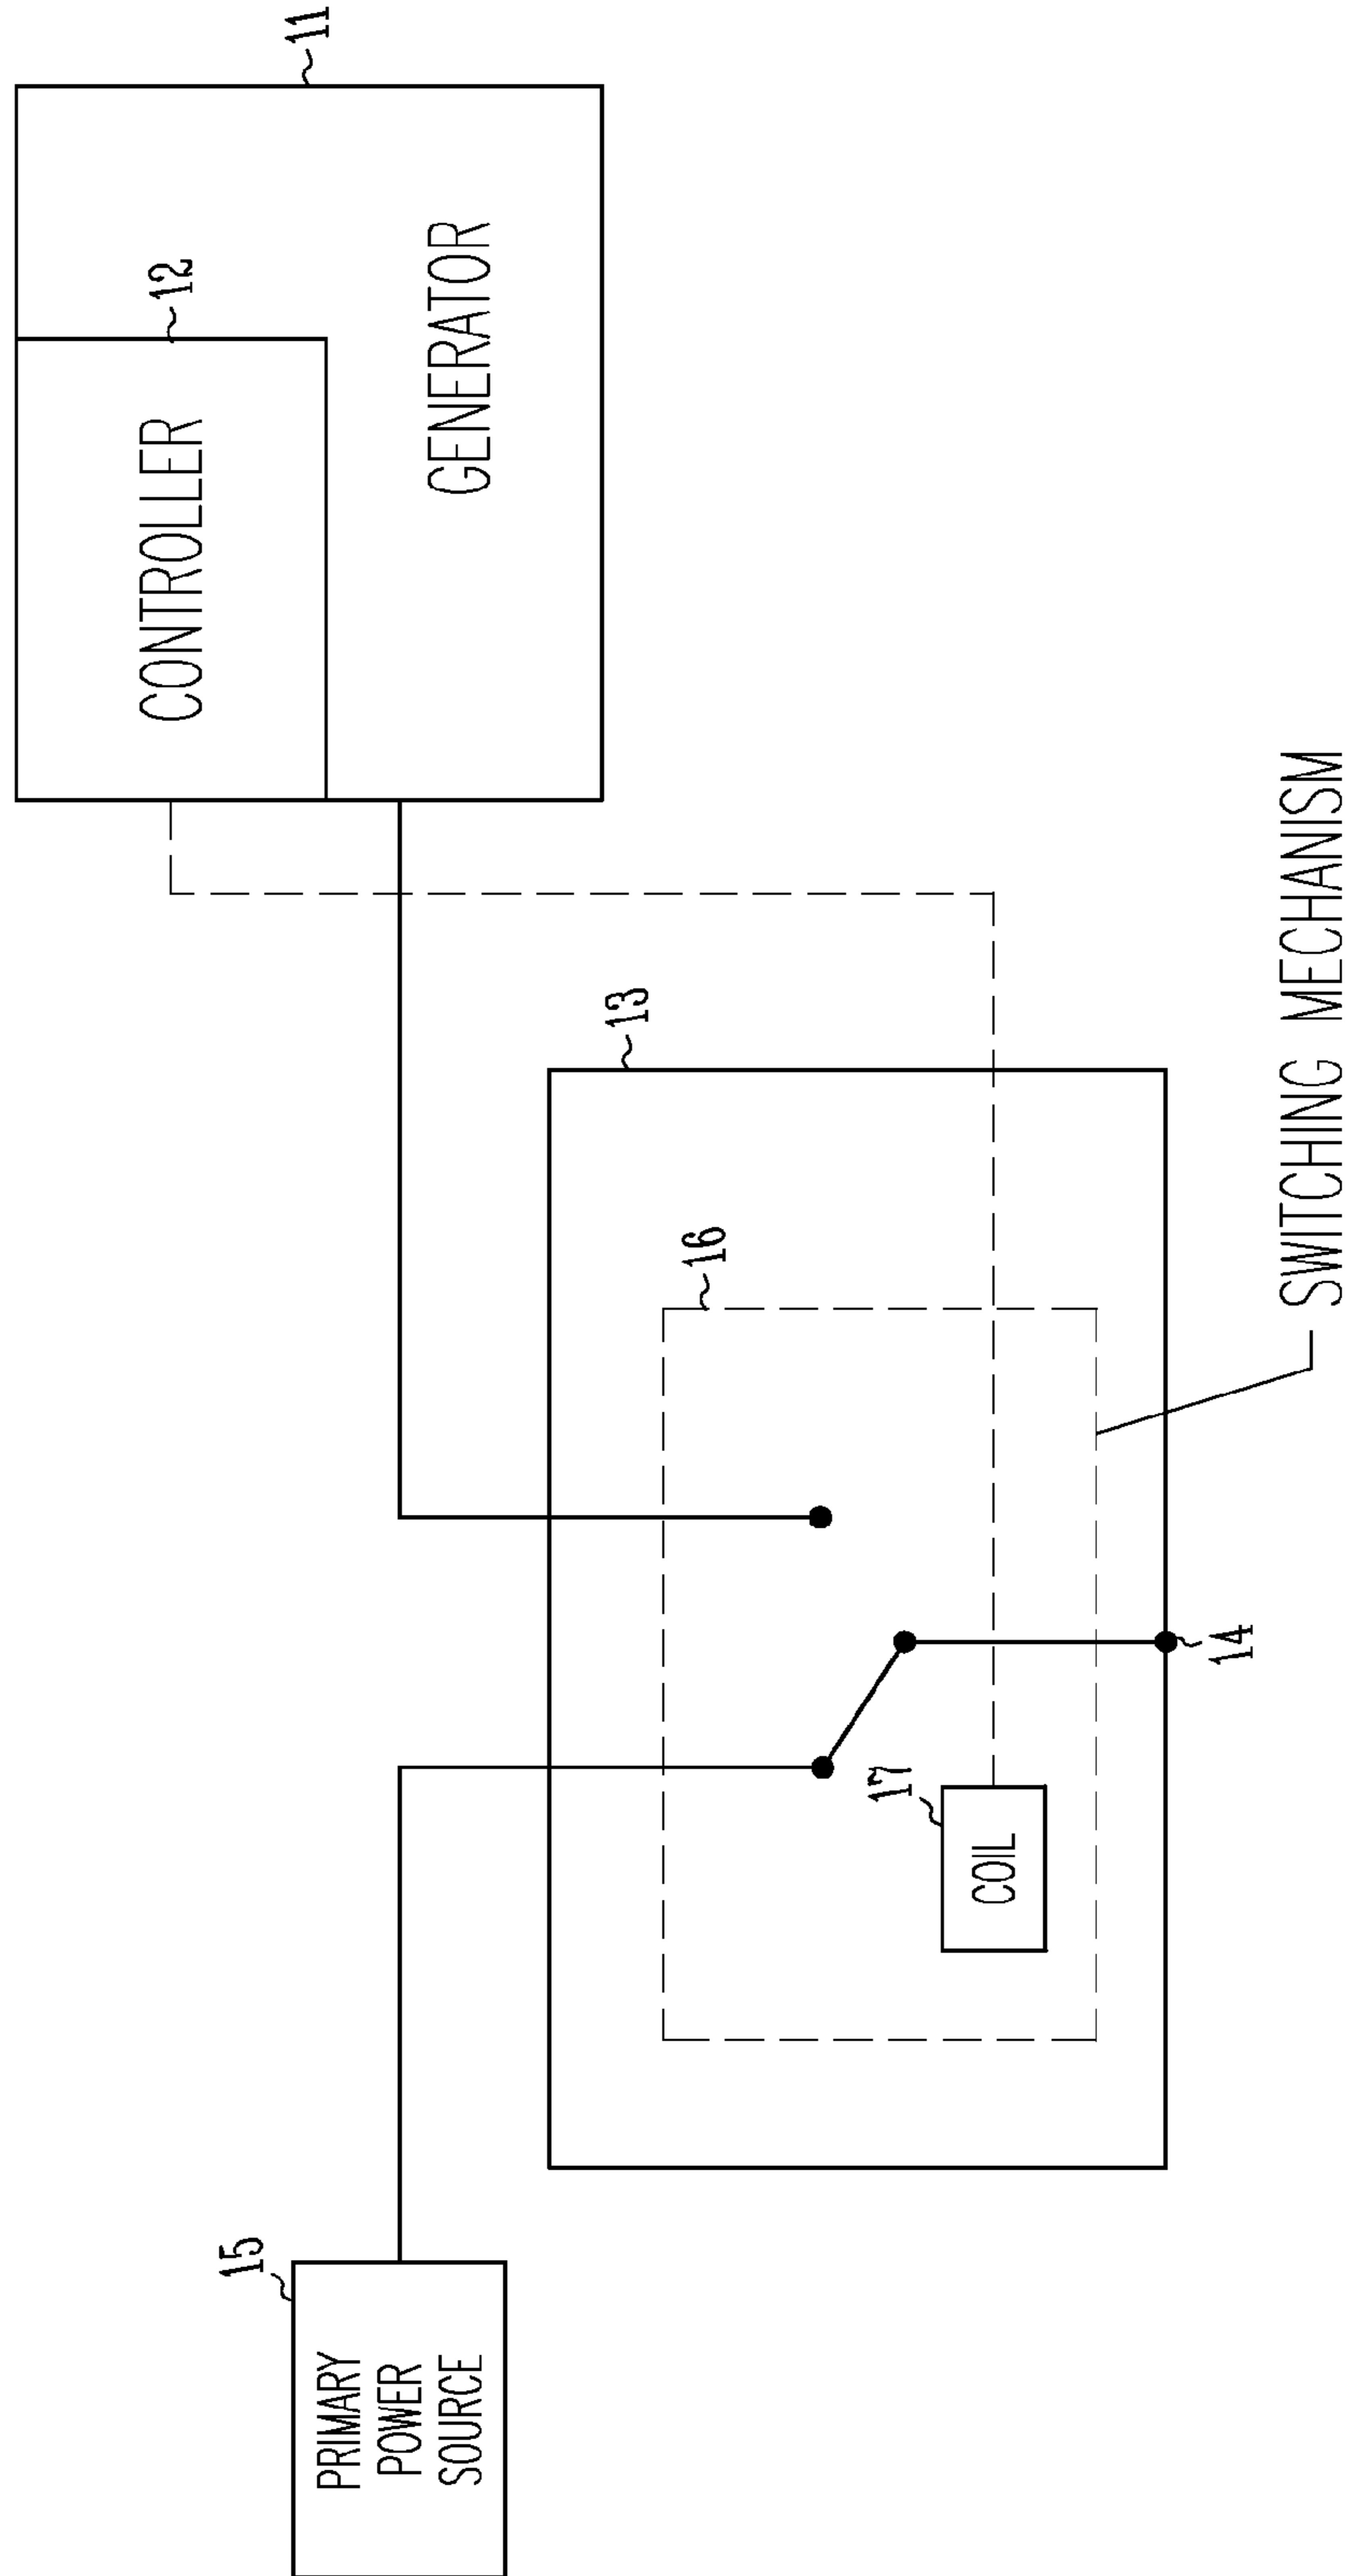 PRIMARY
POWER
SOURCE
15
CONTROLLER
12
GENERATOR
11
13
16
17
COIL
14
SWITCHING MECHANISM